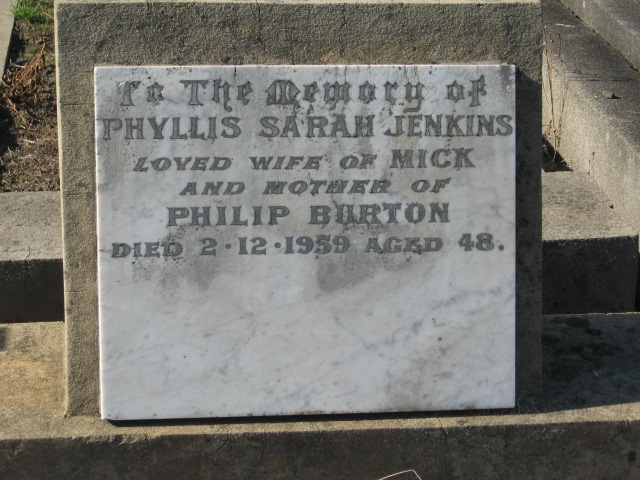 To The Memory of
PHYLLIS SARAH JENKINS
LOVED WIFE OF MICK
AND MOTHER OF
PHILIP BURTON
DIED 2·12·1959 AGED 48.